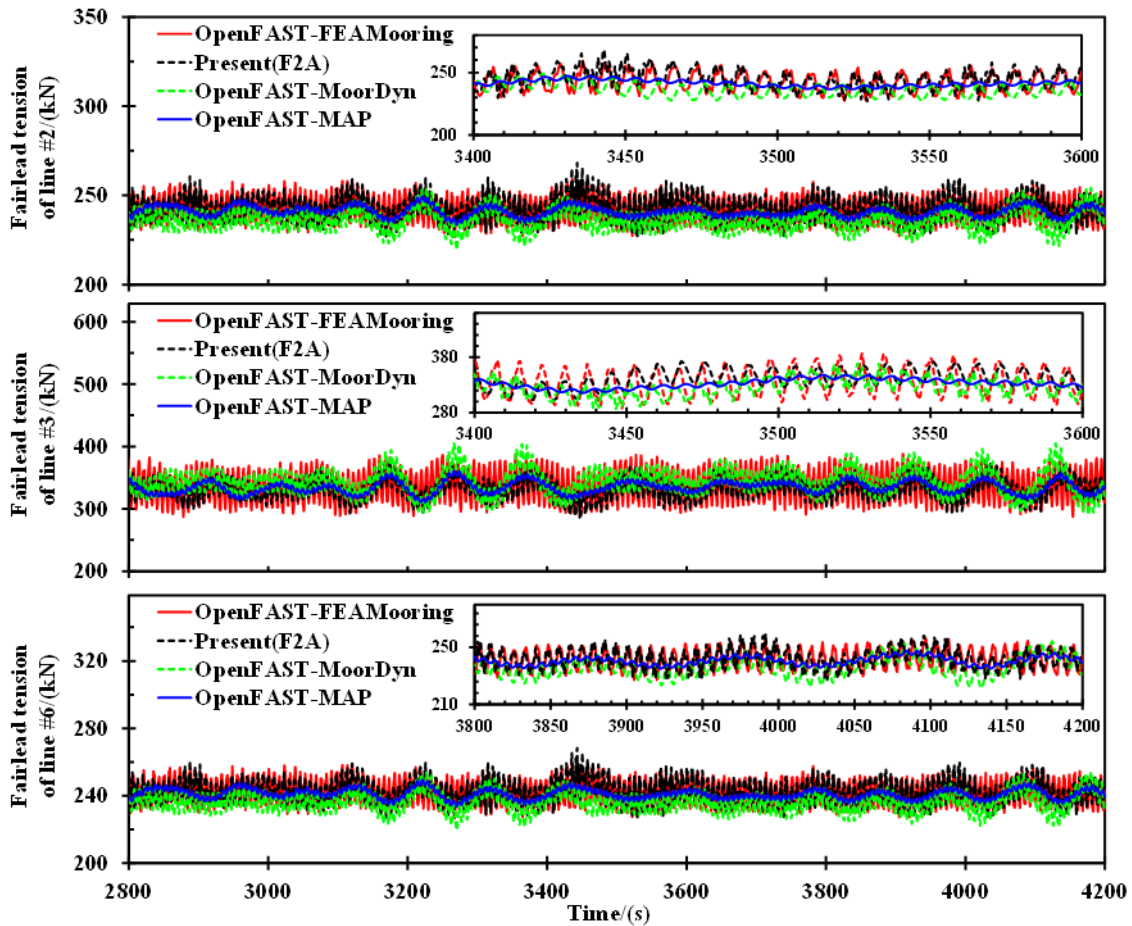 350
300
250
200
Fairlead tension
of line #2/(kN)
OpenFAST-FEAMooring
Present(F2A)
OpenFAST-MoorDyn
OpenFAST-MAP
250
200
3400 3450 3500 3550 3600
600
500
400
300
200
Fairlead tension
of line #3/(kN)
OpenFAST-FEAMooring
Present(F2A)
OpenFAST-MoorDyn
OpenFAST-MAP
380
280
3400 3450 3500 3550 3600
320
280
240
200
Fairlead tension
of line #6/(kN)
OpenFAST-FEAMooring
Present(F2A)
OpenFAST-MoorDyn
OpenFAST-MAP
250
210
3800 3850 3900 3950 4000 4050 4100 4150 4200
2800 3000 3200 3400 3600 3800 4000 4200
Time/(s)